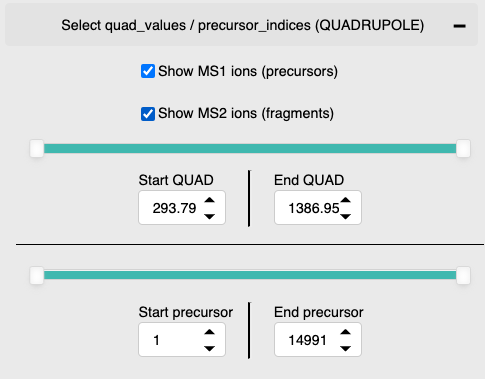 Select quad_values / precursor_indices (QUADRUPOLE)
Show MS1 ions (precursors)
Show MS2 ions (fragments)
Start QUAD
End QUAD
293.79
1386.95
Start precursor
End precursor
1
14991